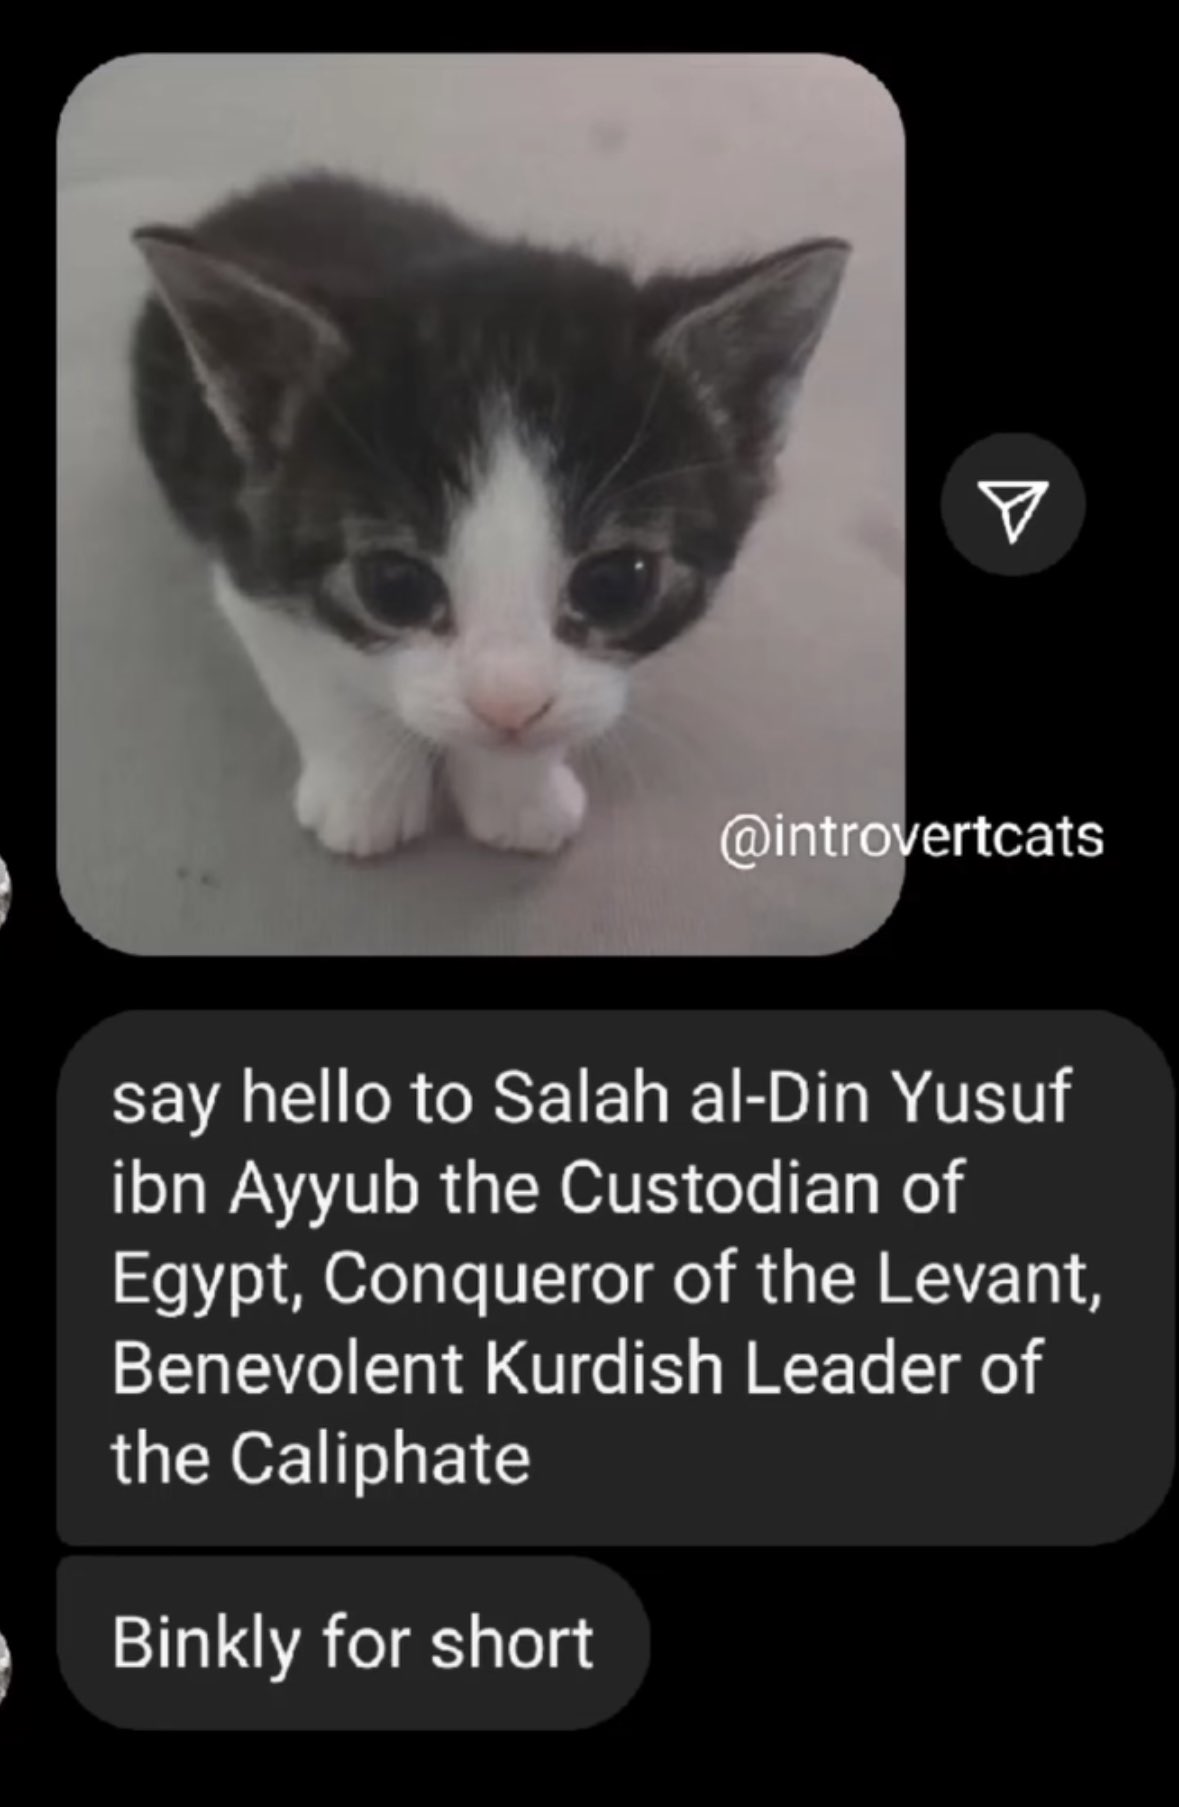 @introvertcats
say hello to Salah al-Din Yusuf
ibn Ayyub the Custodian of
Egypt, Conqueror of the Levant,
Benevolent Kurdish Leader of
the Caliphate
Binkly for short